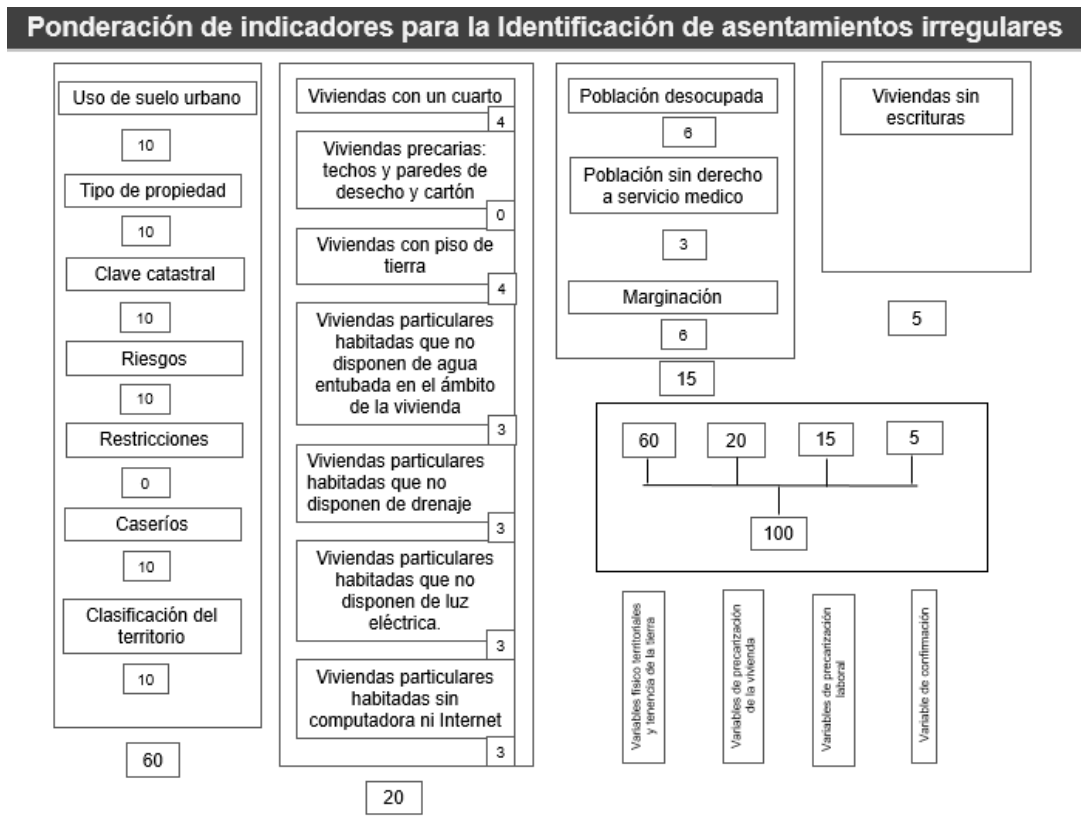 Ponderación de indicadores para la Identificación de asentamientos irregulares
Uso de suelo urbano
10
Tipo de propiedad
10
Clave catastral
10
Riesgos
10
Restricciones
0
Caseríos
10
Clasificación del
territorio
10
60
Viviendas con un cuarto
4
Viviendas precarias:
techos y paredes de
desecho y cartón
0
Viviendas con piso de
tierra
4
Viviendas particulares
habitadas que no
disponen de agua
entubada en el ámbito
de la vivienda
3
Viviendas particulares
habitadas que no
disponen de drenaje
3
Viviendas particulares
habitadas que no
disponen de luz
eléctrica.
3
Viviendas particulares
habitadas sin
computadora ni Internet
3
20
Población desocupada
6
Población sin derecho
a servicio medico
3
Marginación
6
15
Viviendas sin
escrituras
5
60 20 15 5
100
Variables físico territoriales
y tenencia de la tierra
Variables de precarización
de la vivienda
Variables de precarización
laboral
Variable de confirmación